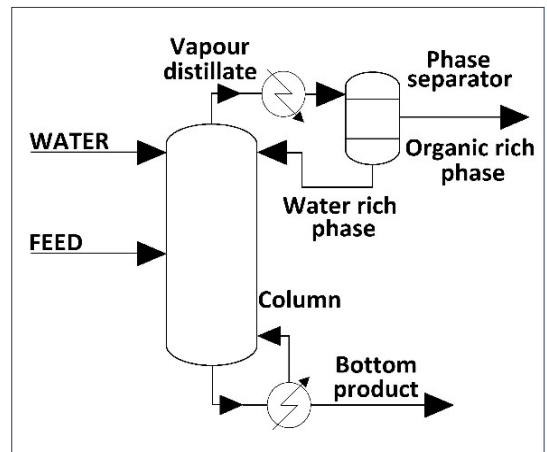 Vapour
distillate
Phase
separator
WATER
Organic rich
phase
Water rich
phase
FEED
Column
Bottom
product